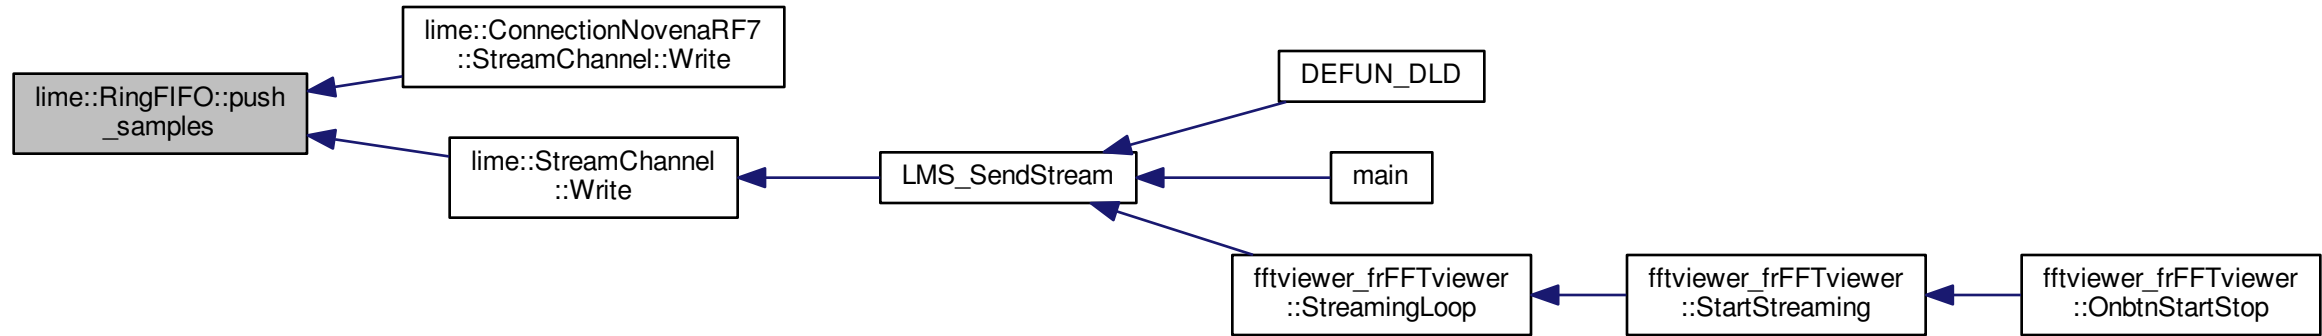 lime::RingFIFO::push
_samples
lime::ConnectionNovenaRF7
::StreamChannel::Write
lime::StreamChannel
::Write
LMS_SendStream
DEFUN_DLD
main
fftviewer_frFFTviewer
::StreamingLoop
fftviewer_frFFTviewer
::StartStreaming
fftviewer_frFFTviewer
::OnbtnStartStop